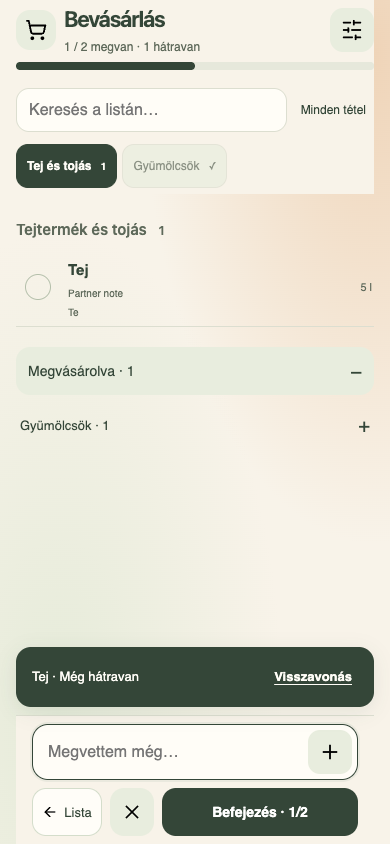 Bevásárlás
1 / 2 megvan · 1 hátravan
Keresés a listán…
Minden tétel
Tej és tojás 1
Gyümölcsök ✓
Tejtermék és tojás 1
Tej
Partner note
Te
5 l
Megvásárolva · 1
Gyümölcsök · 1
Tej · Még hátravan
Visszavonás
Megvettem még…
← Lista
Befejezés · 1/2